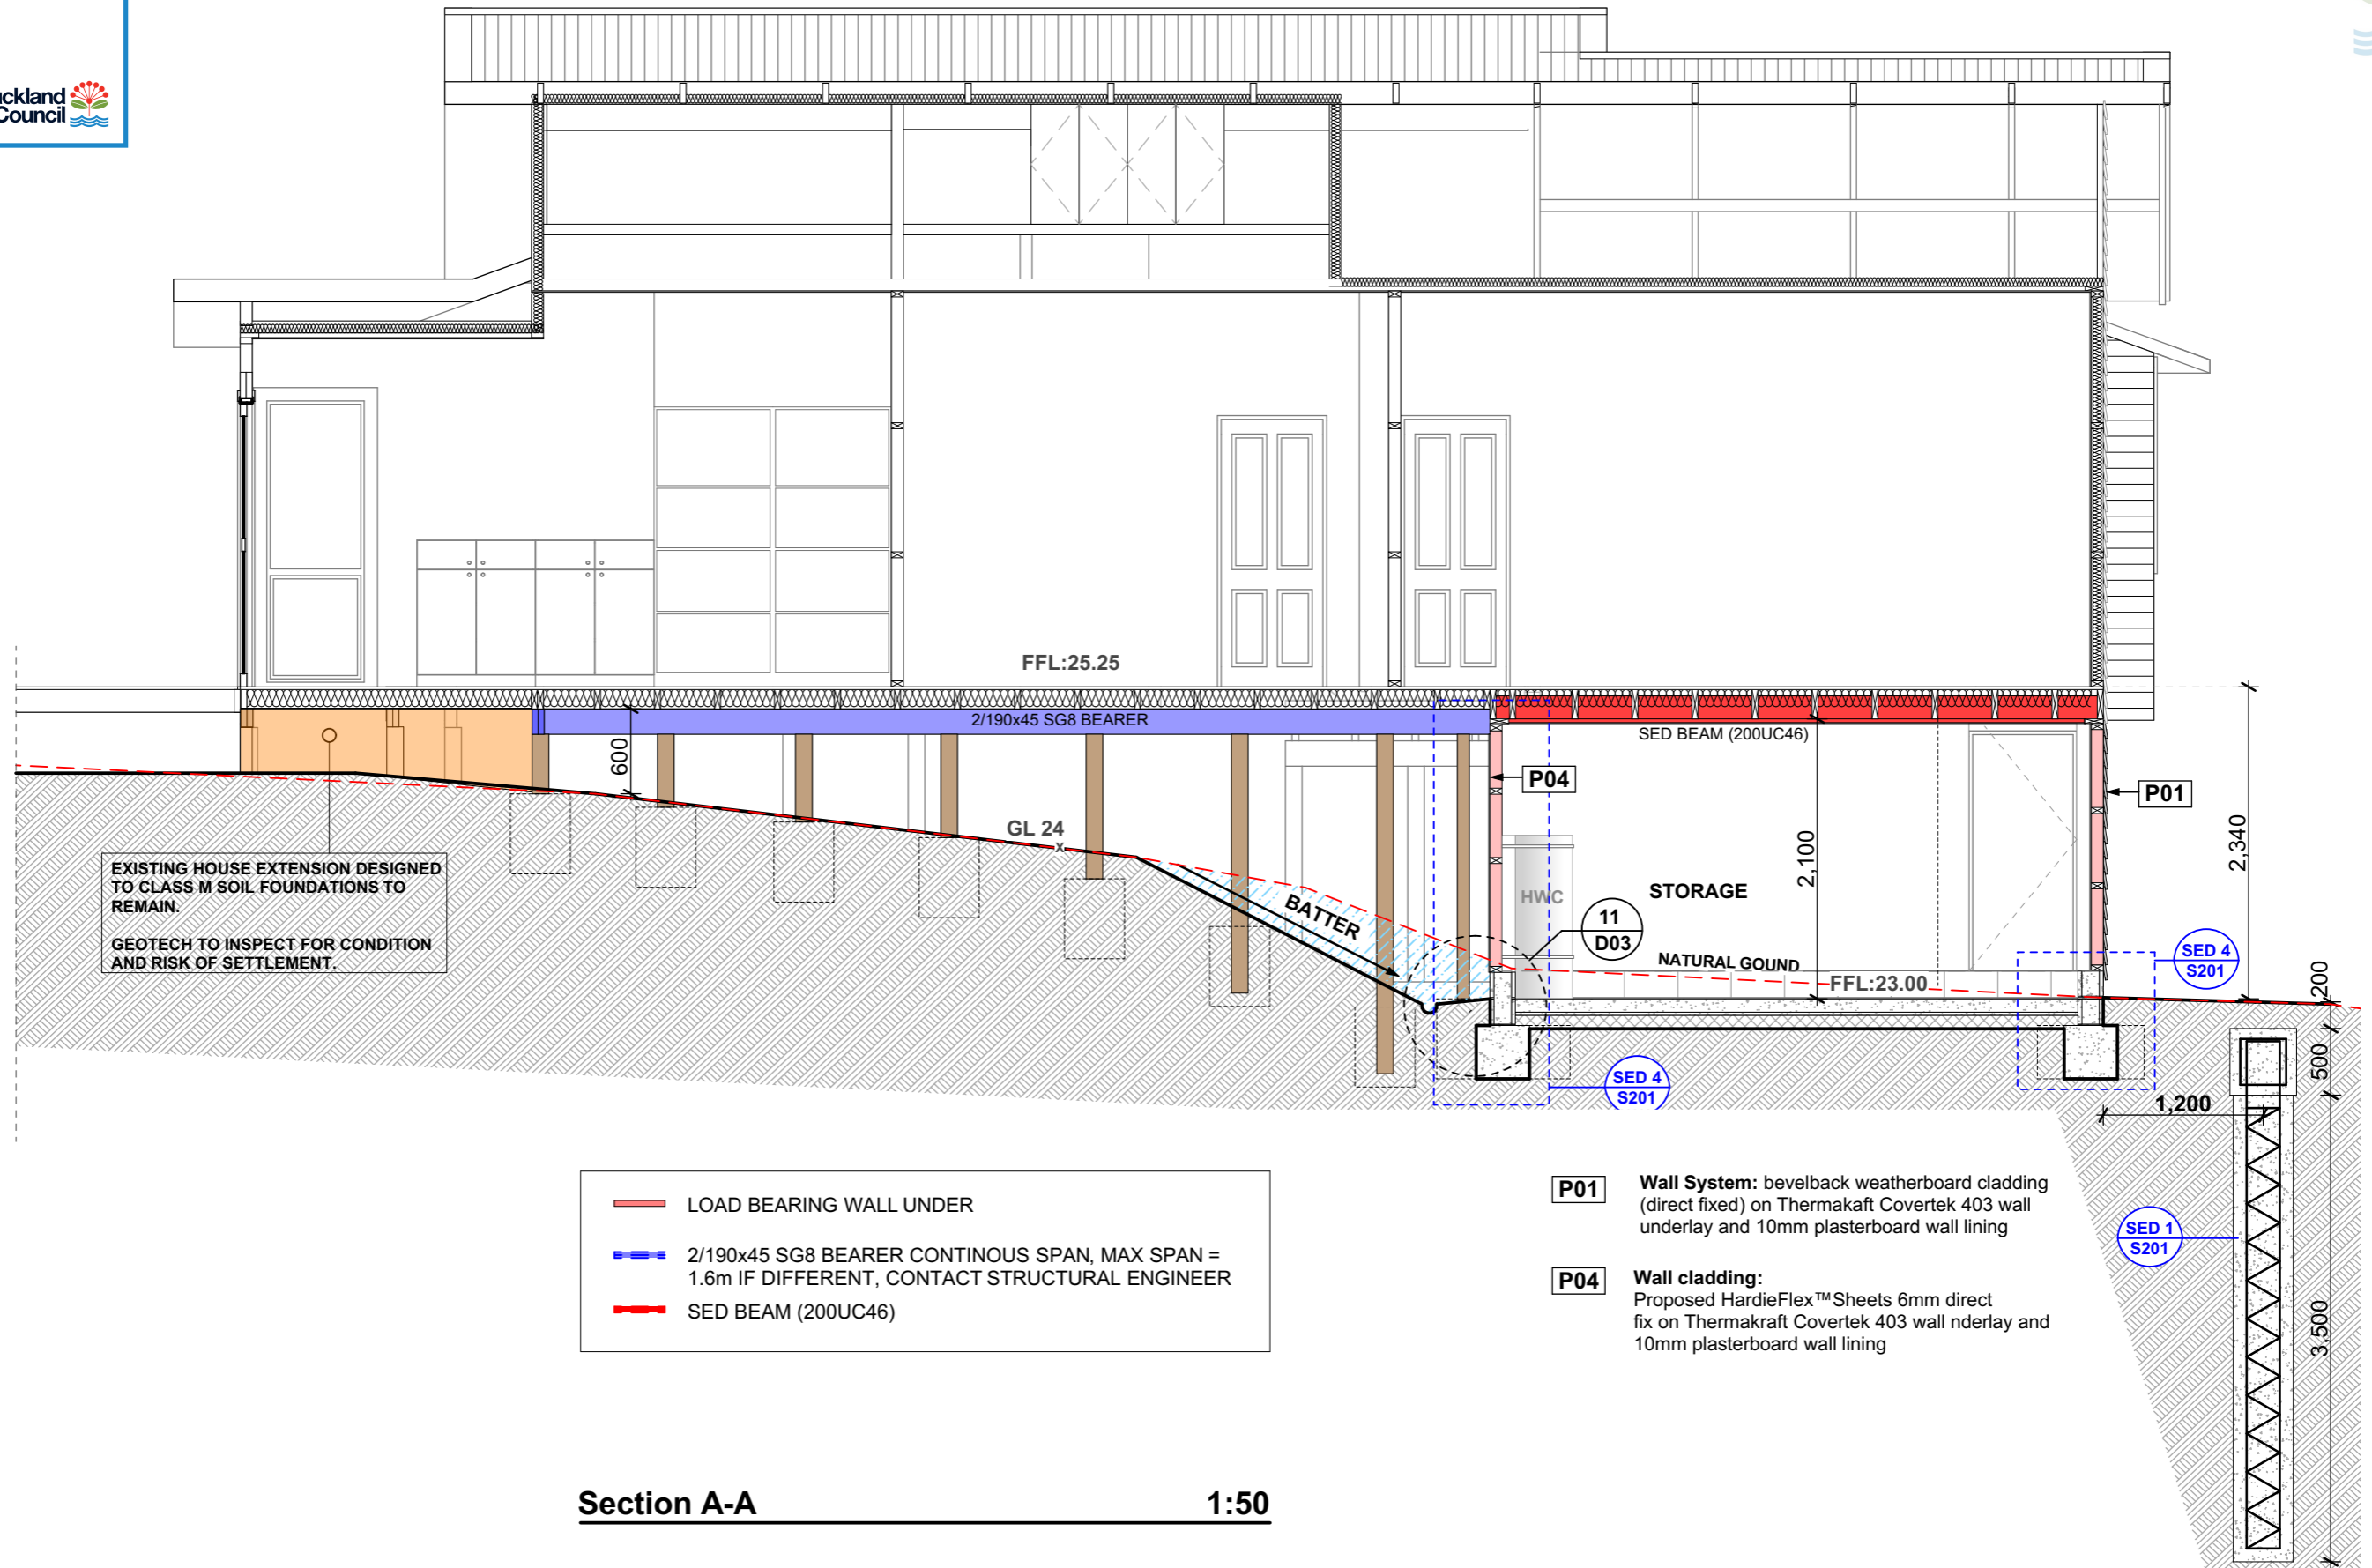 Council
FFL:25.25
2/190x45 SG8 BEARER
SED BEAM (200UC46)
600
P04
P01
2,100
2,340
GL 24
x
BATTER
HWC
STORAGE
11
D03
NATURAL GOUND
FFL:23.00
SED 4
S201
200
500
1,200
3,500
EXISTING HOUSE EXTENSION DESIGNED
TO CLASS M SOIL FOUNDATIONS TO
REMAIN.
GEOTECH TO INSPECT FOR CONDITION
AND RISK OF SETTLEMENT.
SED 4
S201
SED 1
S201
LOAD BEARING WALL UNDER
2/190x45 SG8 BEARER CONTINOUS SPAN, MAX SPAN =
1.6m IF DIFFERENT, CONTACT STRUCTURAL ENGINEER
SED BEAM (200UC46)
P01
Wall System: bevelback weatherboard cladding
(direct fixed) on Thermakaft Covertek 403 wall
underlay and 10mm plasterboard wall lining
P04
Wall cladding:
Proposed HardieFlex™Sheets 6mm direct
fix on Thermakraft Covertek 403 wall nderlay and
10mm plasterboard wall lining
Section A-A 1:50